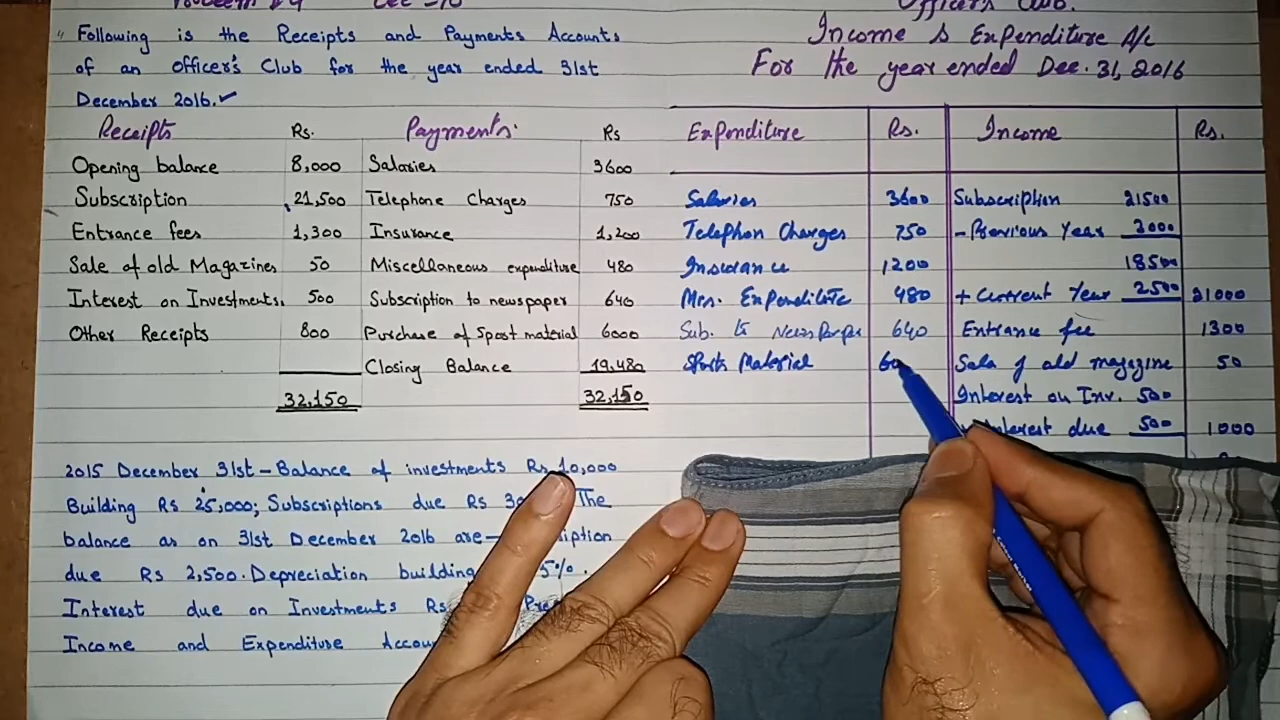 Following is the Receipts and Payments Accounts
of an officer's Club for the year ended 31st
December 2016.
Receipts Rs. Payments. Rs
Opening balance 8,000 Salaries 3600
Subscription 21,500 Telephone Charges 750
Entrance fees 1,300 Insurance 1,200
Sale of old Magazines 50 Miscellaneous expenditure 480
Interest on Investments. 500 Subscription to newspaper 640
Other Receipts 800 Purchase of Spost material 6000
Closing Balance 19,480
32,150 32,150
2015 December 31st - Balance of investments Rs 10,000
Building Rs 25,000; Subscriptions due Rs The
balance as on 31st December 2016 are-
due Rs 2,500. Depreciation building 5%.
Interest due on Investments Rs
Income and Expenditure
Officers Club.
Income & Expenditure A/c
For the year ended Dec. 31, 2016
Expenditure Rs. Income Rs.
Salaries 3600 Subscription 21500
Telephon Charges 750 - Previous Year 3000
Insurance 1200 18500
Mis. Expenditure 480 + Current Year 2500 21000
Sub. to News Paper 640 Entrance fee 1300
Sports Material Sale of old magazine 50
Interest on Inv. 500
Interest due 500 1000